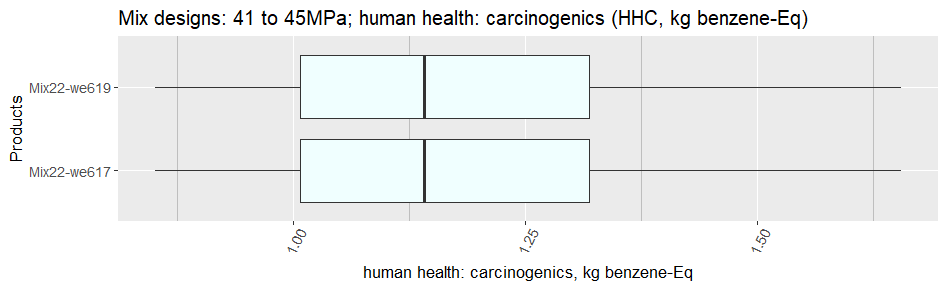 Mix designs: 41 to 45MPa; human health: carcinogenics (HHC, kg benzene-Eq)
Products
Mix22-we619
Mix22-we617
1.00
1.25
1.50
human health: carcinogenics, kg benzene-Eq